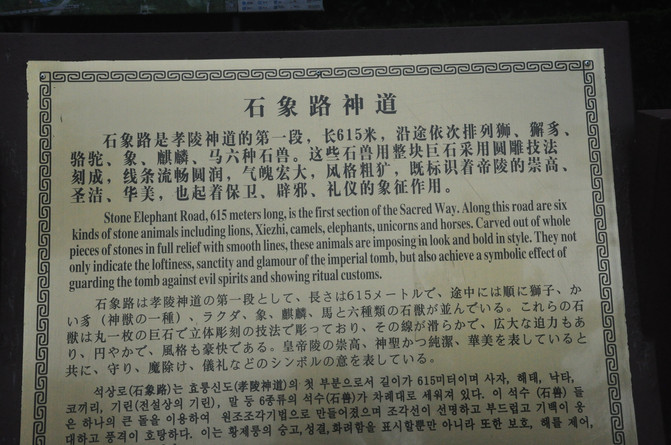 石象路神道
石象路是孝陵神道的第一段，长615米，沿途依次排列狮、獬豸、
骆驼、象、麒麟、马六种石兽。这些石兽用整块巨石采用圆雕技法
刻成，线条流畅圆润，气魄宏大，风格粗犷，既标识着帝陵的崇高、
圣洁、华美，也起着保卫、辟邪、礼仪的象征作用。
Stone Elephant Road, 615 meters long, is the first section of the Sacred Way. Along this road are six
kinds of stone animals including lions, Xiezhi, camels, elephants, unicorns and horses. Carved out of whole
pieces of stones in full relief with smooth lines, these animals are imposing in look and bold in style. They not
only indicate the loftiness, sanctity and glamour of the imperial tomb, but also achieve a symbolic effect of
guarding the tomb against evil spirits and showing ritual customs.
石象路は孝陵神道の第一段として、長さは615メートルで、途中には順に獅子、か
い豸（神獣の一種）、ラクダ、象、麒麟、馬と六種類の石獣が並んでいる。これらの石
獣は丸一枚の巨石で立体彫刻の技法で彫っており、その線が滑らかで、広大な迫力もあ
り、円やかで、風格も豪快である。皇帝陵の崇高、神聖かつ純潔、華美を表していると
共に、守り、魔除け、儀礼などのシンボルの意を表している。
석상로(石象路)는 효릉신도(孝陵神道)의 첫 부분으로서 길이가 615미터이며 사자, 해태, 낙타,
코끼리, 기린(전설상의 기린), 말 등 6종류의 석수(石兽)가 차례대로 세워져 있다. 이 석수 (石兽) 들
은 하나의 큰 돌을 이용하여 원조조각기법으로 만들어졌으며 조각선이 선명하고 부드럽고 기백이 웅
대하고 풍격이 호탕하다. 이는 황제릉의 숭고,성결,화려함을 표시할뿐만 아니라 또한 보호, 해를 제어,